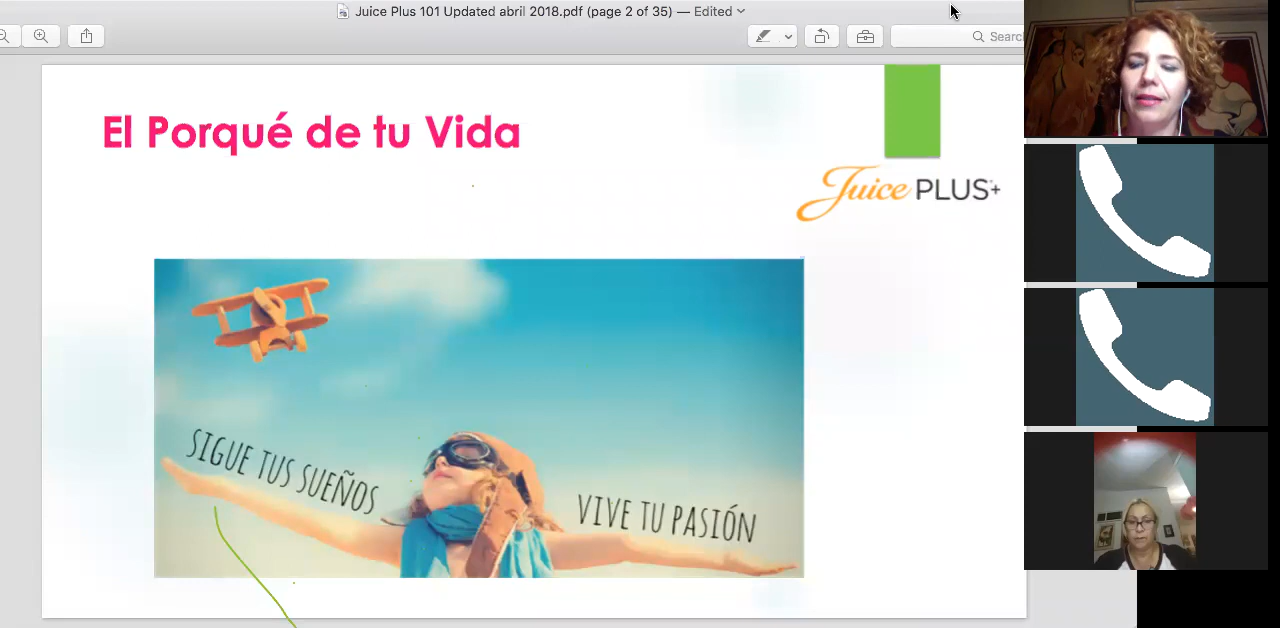 Juice Plus 101 Updated abril 2018.pdf (page 2 of 35) — Edited
Search
El Porqué de tu Vida
Juice PLUS+
SIGUE TUS SUEÑOS
VIVE TU PASIÓN